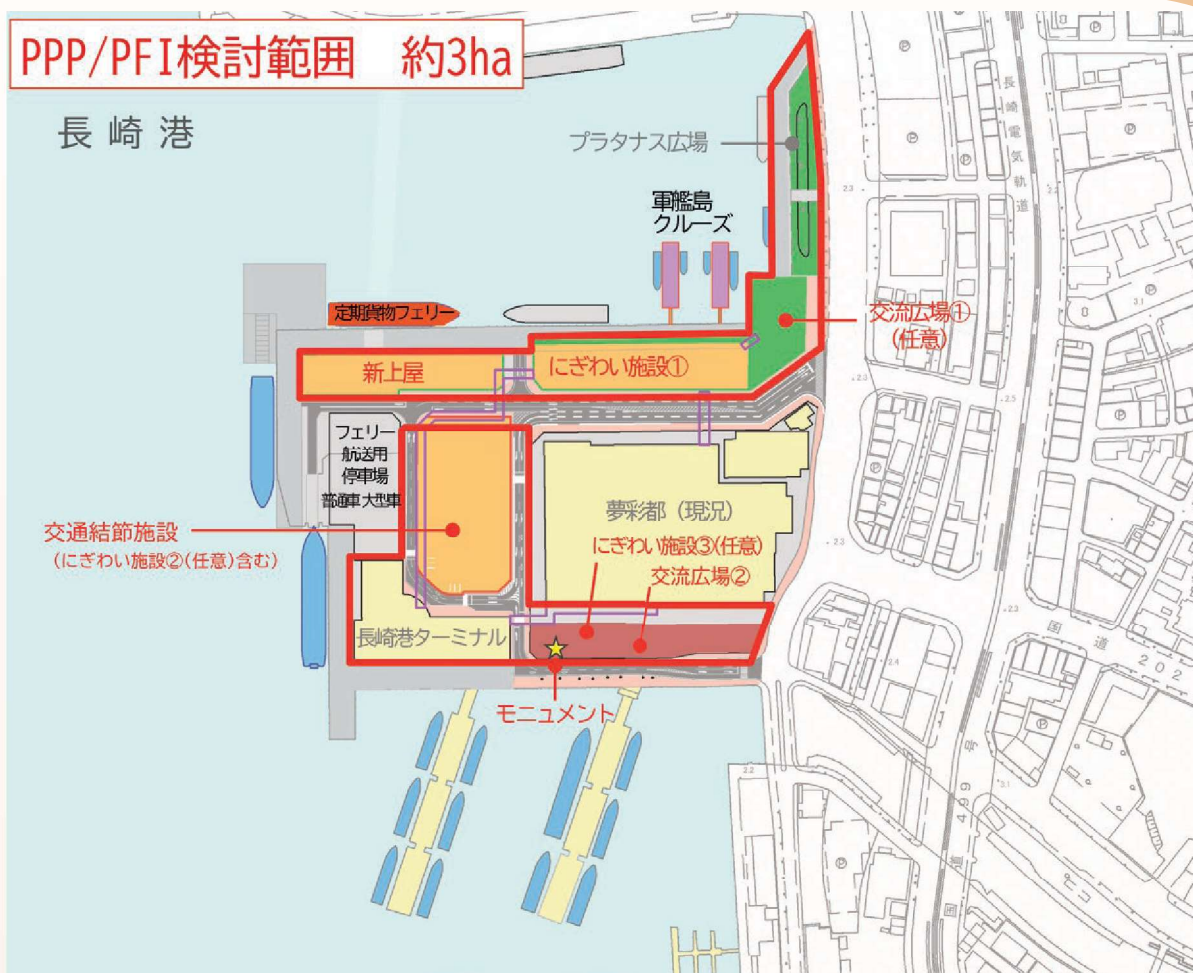 PPP/PFI検討範囲 約3ha
長崎港
プラタナス広場
長崎電気軌道
軍艦島
クルーズ
定期貨物フェリー
交流広場①
(任意)
新上屋
にぎわい施設①
フェリー
航送用
停車場
普通車 大型車
夢彩都（現況）
交通結節施設
(にぎわい施設②(任意)含む)
にぎわい施設③(任意)
交流広場②
長崎港ターミナル
モニュメント
国道202
国道499号